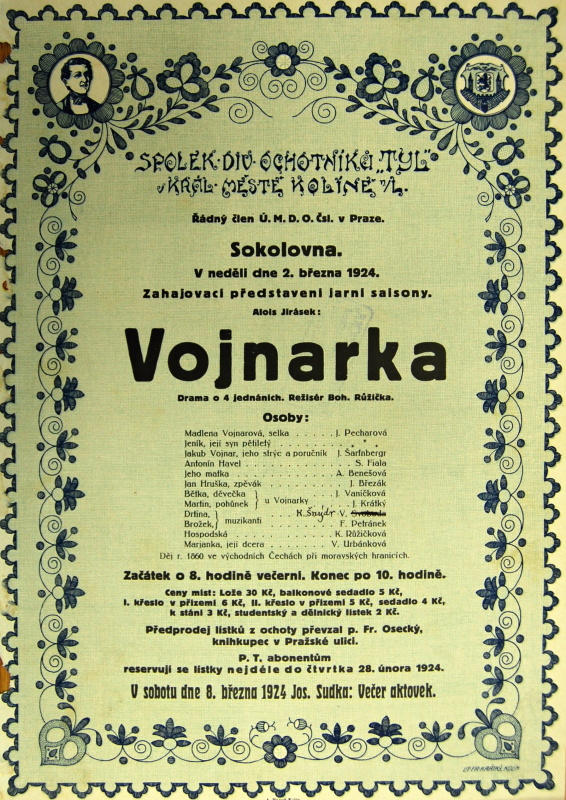 SPOLEK DIV. OCHOTNÍKŮ „TYL"
V KRÁL. MĚSTĚ KOLÍNĚ n/L.
Řádný člen Ú. M. D. O. Čsl. v Praze.
Sokolovna.
V neděli dne 2. března 1924.
Zahajovací představení jarní saisony.
Alois Jirásek:
Vojnarka
Drama o 4 jednáních. Režisér Boh. Růžička.
Osoby:
Madlena Vojnarová, selka . . . . . J. Pecharová
Jeník, její syn pětiletý . . . . . . . * * *
Jakub Vojnar, jeho strýc a poručník J. Šarfnbergr
Antonín Havel . . . . . . . . . . S. Fiala
Jeho matka . . . . . . . . . . A. Benešová
Jan Hruška, zpěvák . . . . . . . . J. Březák
Bětka, děvečka } u Vojnarky J. Vaničková
Martin, pohůnek } . . J. Krátký
Drtina, } muzikanti K. Šnýdr V. Svoboda
Brožek, } . . . . . . F. Petránek
Hospodská . . . . . . . . . K. Růžičková
Marjanka, její dcera . . . . . . V. Urbánková
Děj r. 1860 ve východních Čechách při moravských hranicích.
Začátek o 8. hodině večerní. Konec po 10. hodině.
Ceny míst: Lože 30 Kč, balkonové sedadlo 5 Kč,
I. křeslo v přízemí 6 Kč, II. křeslo v přízemí 5 Kč, sedadlo 4 Kč,
k stání 3 Kč, studentský a dělnický lístek 2 Kč.
Předprodej lístků z ochoty převzal p. Fr. Osecký,
knihkupec v Pražské ulici.
P. T. abonentům
reservují se lístky nejdéle do čtvrtka 28. února 1924.
V sobotu dne 8. března 1924 Jos. Sudka: Večer aktovek.